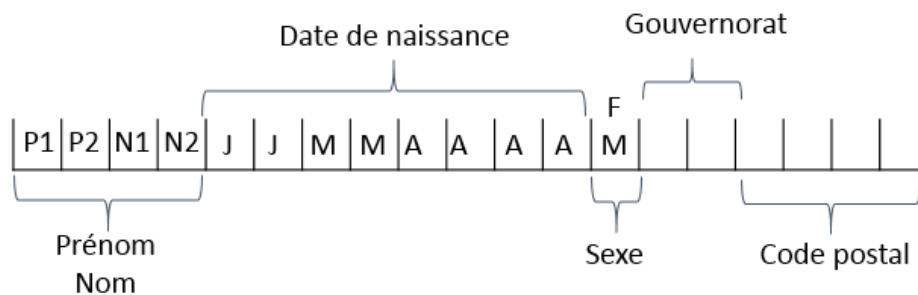 Date de naissance
Gouvernorat
F
P1 P2 N1 N2 J J M M A A A A M
Prénom
Nom
Sexe
Code postal